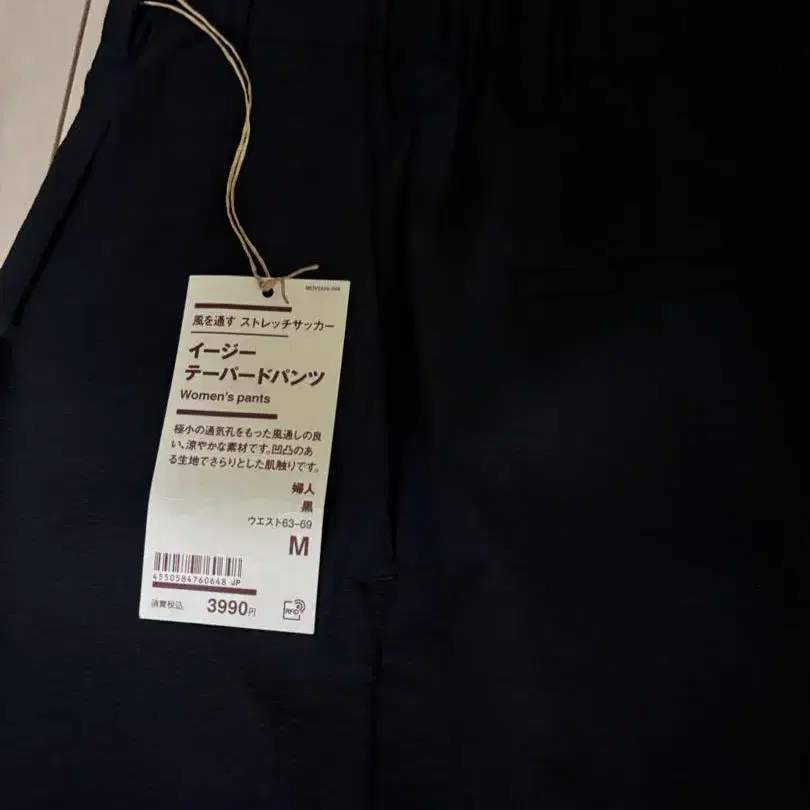 風を通す ストレッチサッカー
イージー
テーパードパンツ
Women's pants
極小の通気孔をもった風通しの良
い、涼やかな素材です。凹凸のあ
る生地でさらりとした肌触りです。
婦人
黒
ウエスト63-69
M
4550584760648 JP
消費税込 3990円
RFID